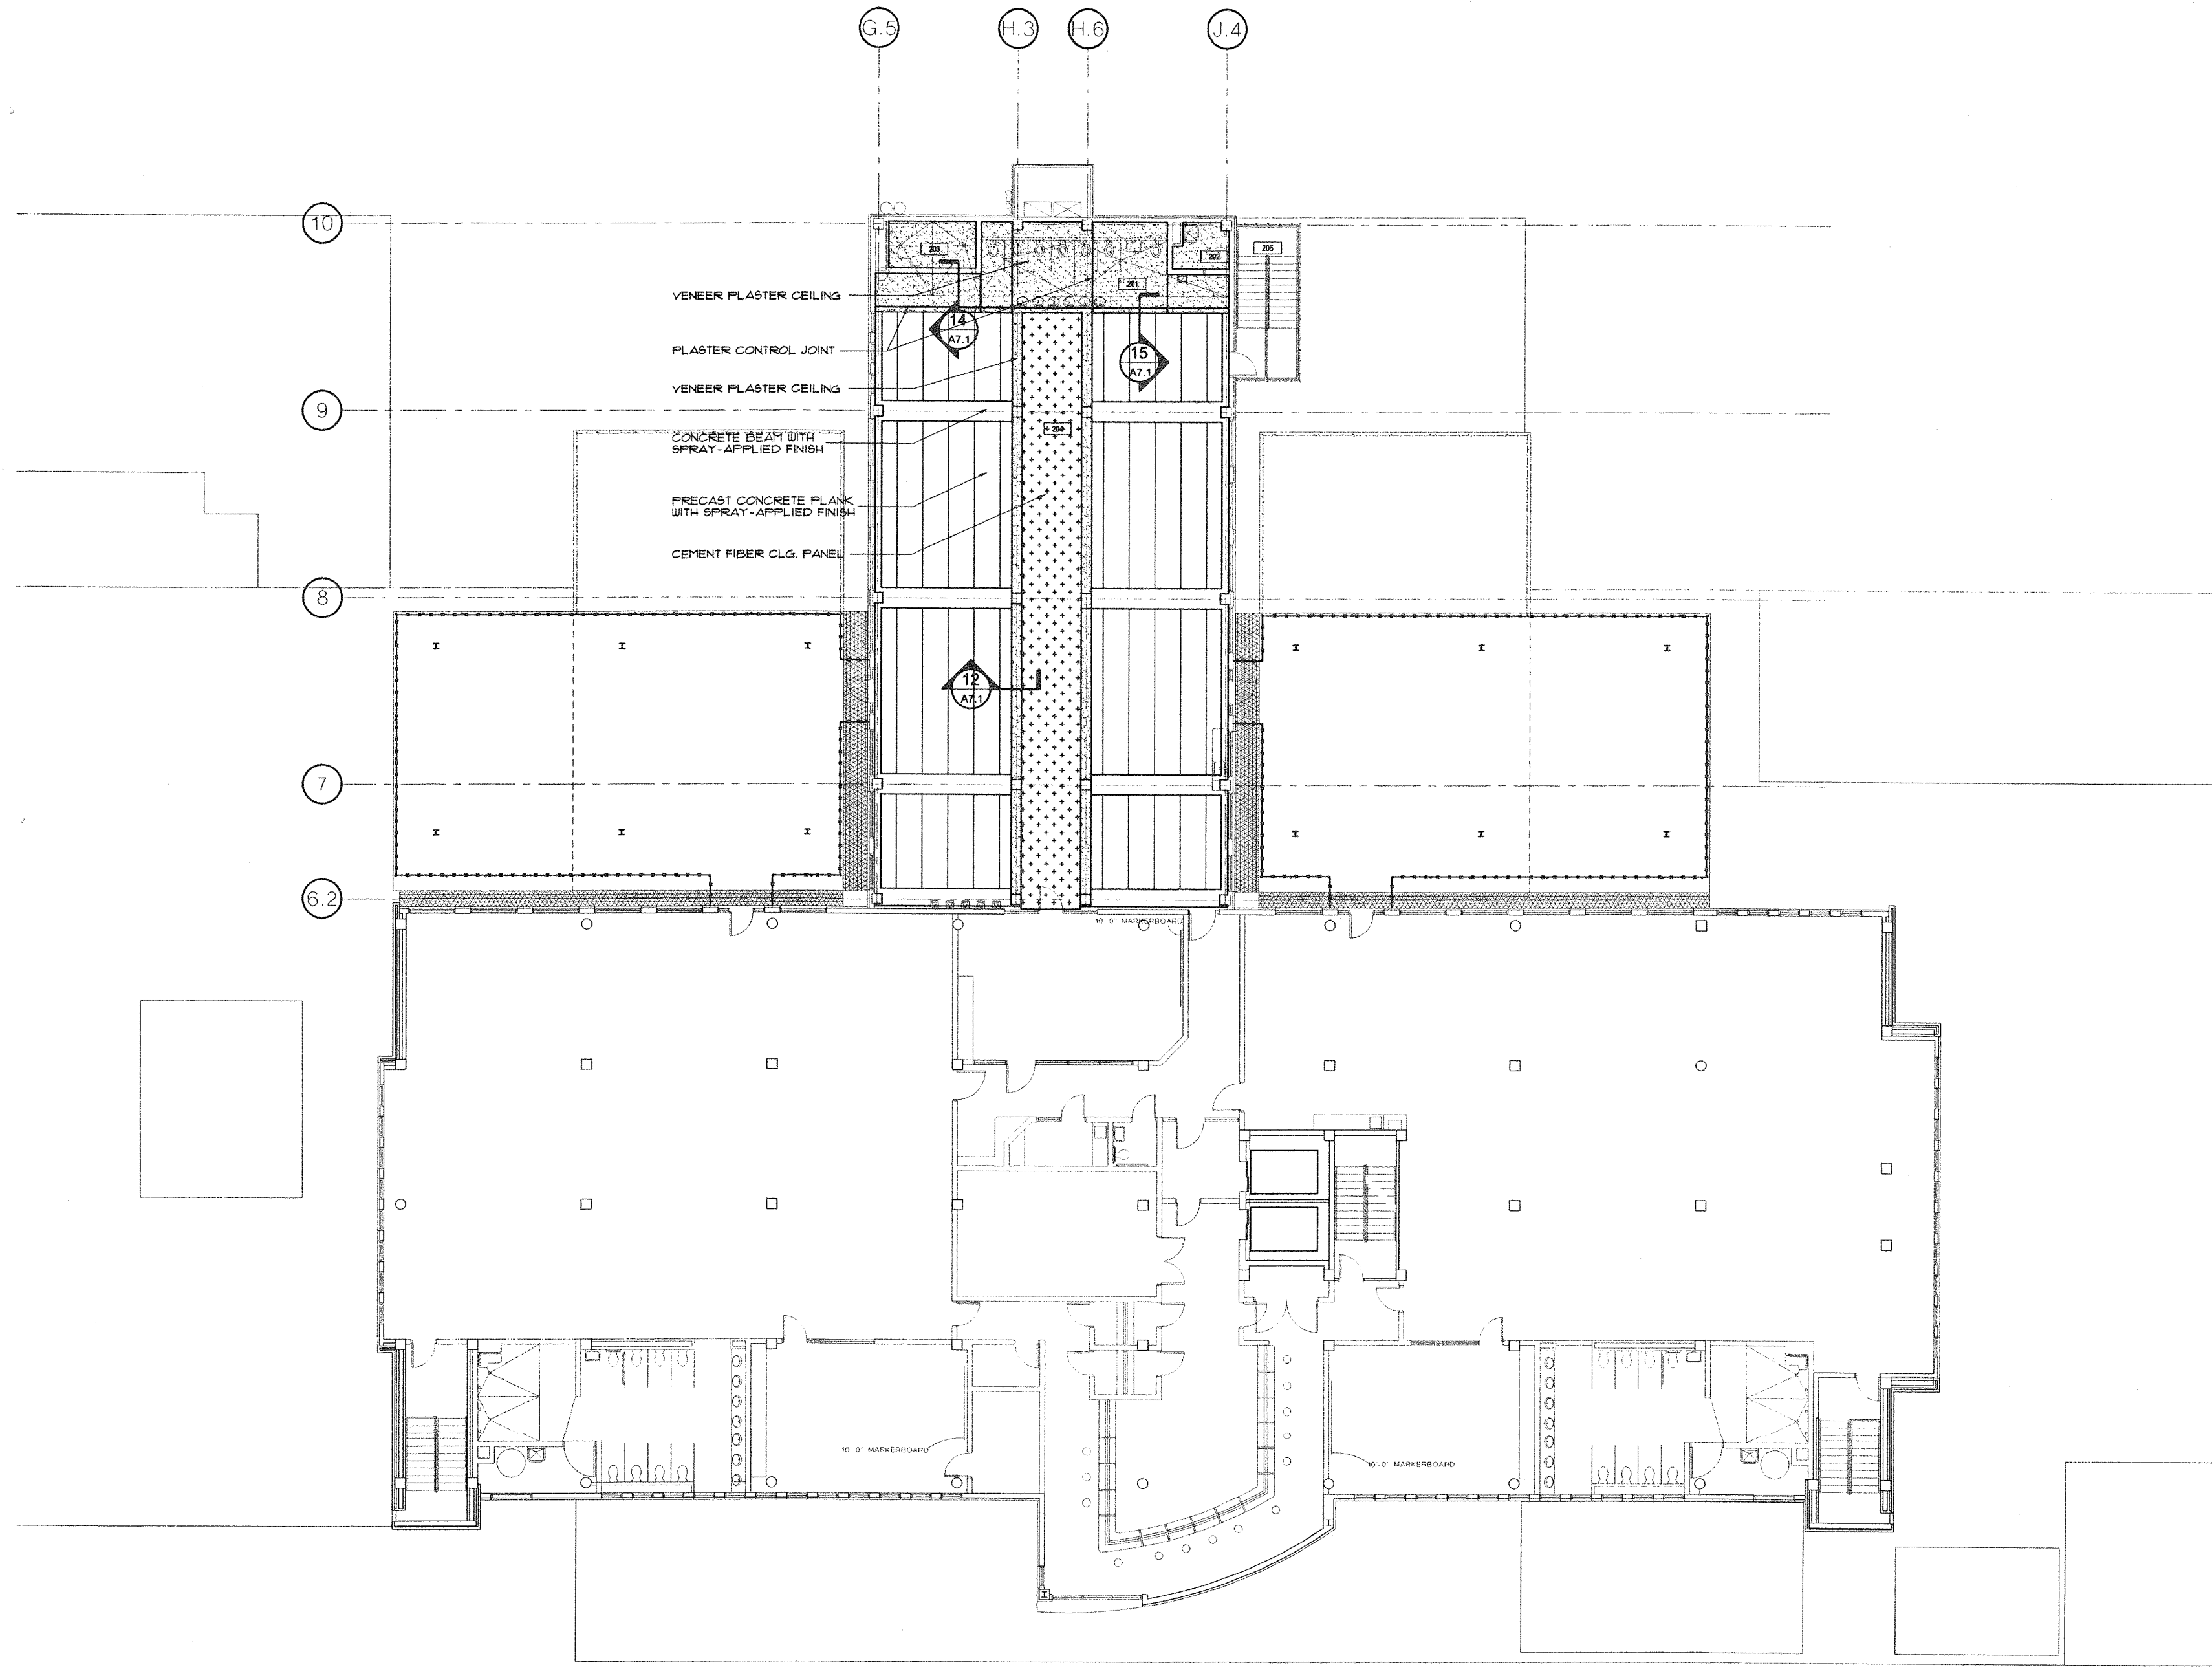 G.5 H.3 H.6 J.4
10
203
205
202
201
VENEER PLASTER CEILING
14
A7.1
PLASTER CONTROL JOINT
15
A7.1
VENEER PLASTER CEILING
9
204
CONCRETE BEAM WITH
SPRAY-APPLIED FINISH
PRECAST CONCRETE PLANK
WITH SPRAY-APPLIED FINISH
CEMENT FIBER CLG. PANEL
8
12
A7.1
7
6.2
10'-0" MARKERBOARD
10'-0" MARKERBOARD
10'-0" MARKERBOARD